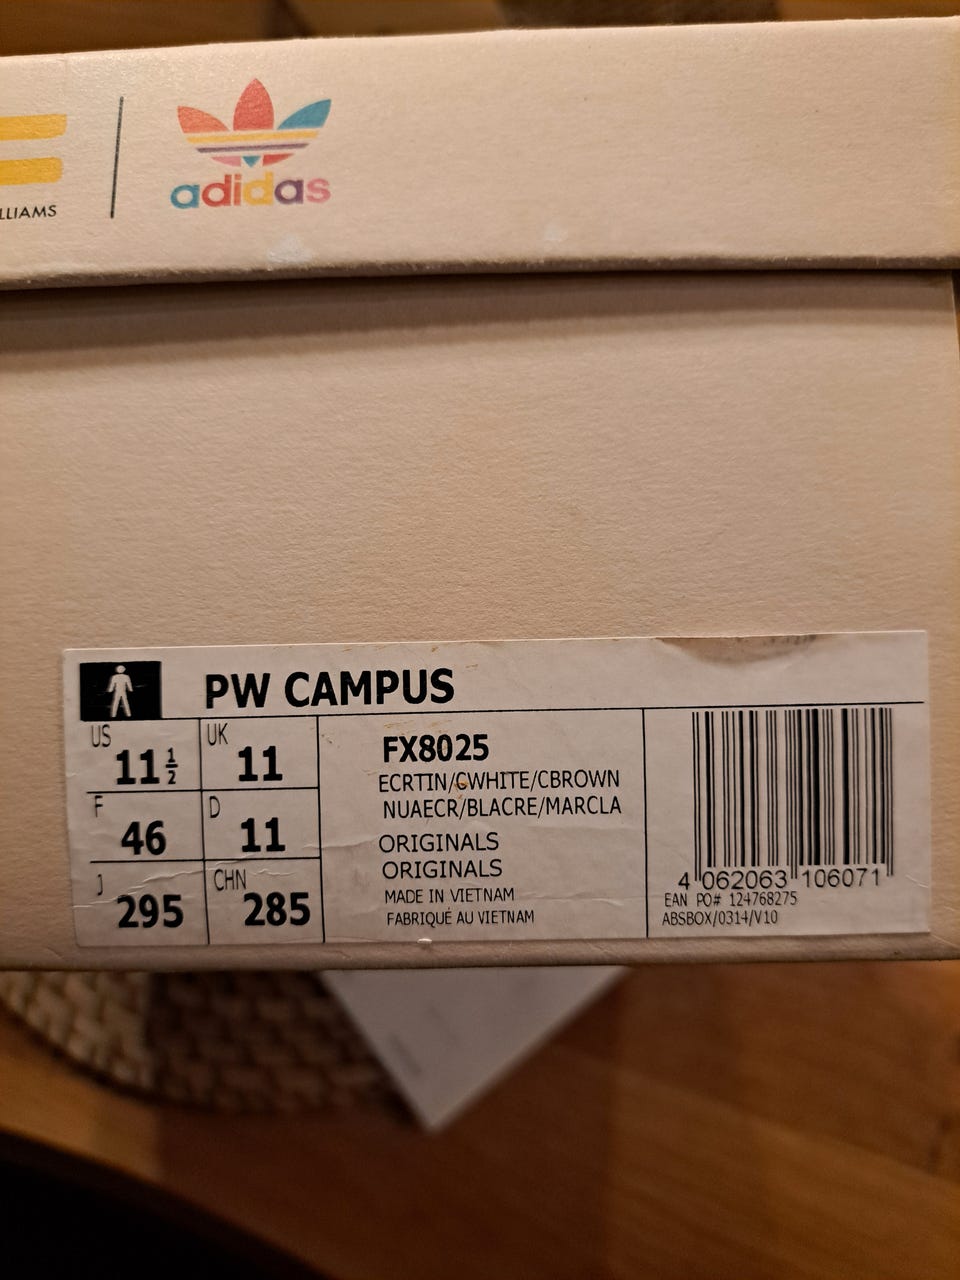 LLIAMS
adidas
PW CAMPUS
US 11½
UK 11
F 46
D 11
J 295
CHN 285
FX8025
ECRTIN/CWHITE/CBROWN
NUAECR/BLACRE/MARCLA
ORIGINALS
ORIGINALS
MADE IN VIETNAM
FABRIQUÉ AU VIETNAM
4 062063 106071
EAN PO# 124768275
ABSBOX/0314/V10